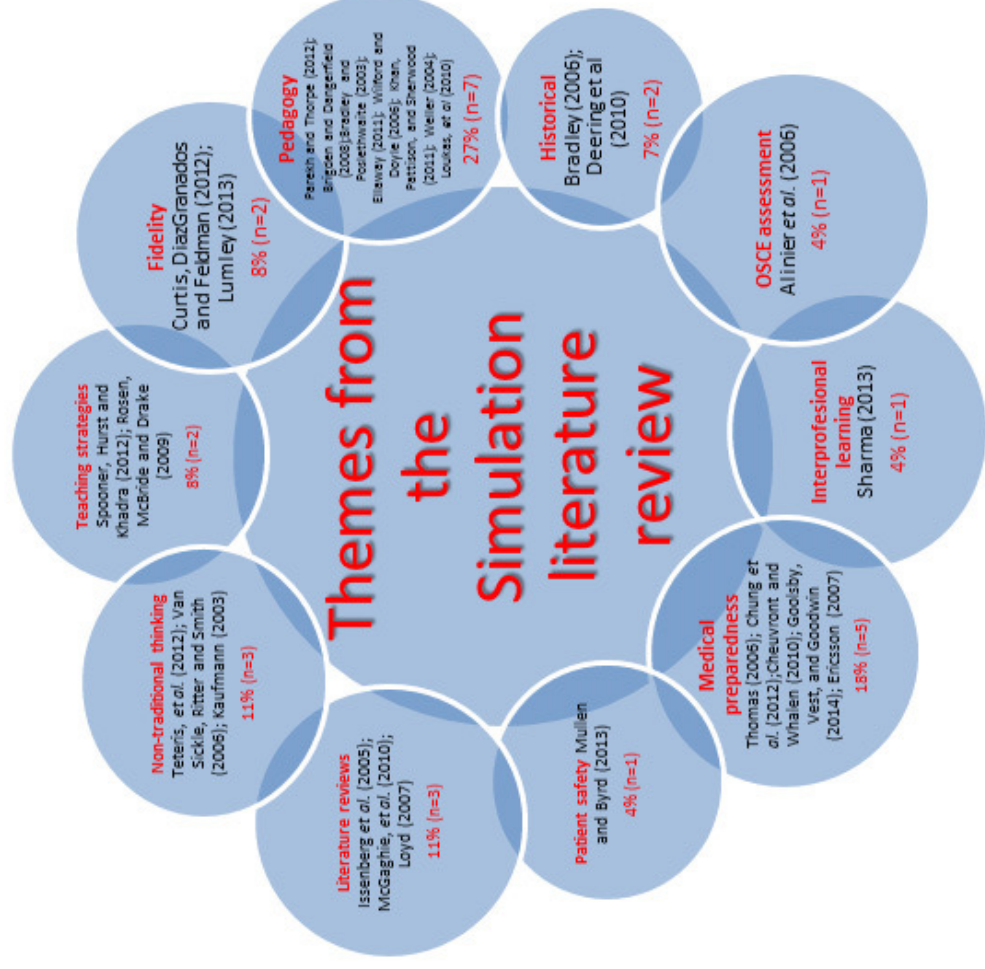 Themes from
the
Simulation
literature
review
Teaching strategies
Spooner, Hurst and
Khadra (2012); Rosen,
McBride and Drake
(2009)
8% (n=2)
Fidelity
Curtis, DiazGranados
and Feldman (2012);
Lumley (2013)
8% (n=2)
Pedagogy
Parekh and Thorpe (2012);
Brigden and Dangerfield
(2008);Bradley and
Postlethwaite (2003);
Ellaway (2011); Wilford and
Doyle (2006); Khan,
Pattison, and Sherwood
(2011); Weller (2004);
Loukas, et al (2010)
27% (n=7)
Historical
Bradley (2006);
Deering et al
(2010)
7% (n=2)
OSCE assessment
Alinier et al. (2006)
4% (n=1)
Interprofesional
learning
Sharma (2013)
4% (n=1)
Medical
preparedness
Thomas (2006); Chung et
al. (2012);Cheuvront and
Whalen (2010); Goolsby,
Vest, and Goodwin
(2014); Ericsson (2007)
18% (n=5)
Patient safety Mullen
and Byrd (2013)
4% (n=1)
Literature reviews
Issenberg et al. (2005);
McGaghie, et al. (2010);
Loyd (2007)
11% (n=3)
Non-traditional thinking
Teteris, et al. (2012); Van
Sickle, Ritter and Smith
(2006); Kaufmann (2003)
11% (n=3)